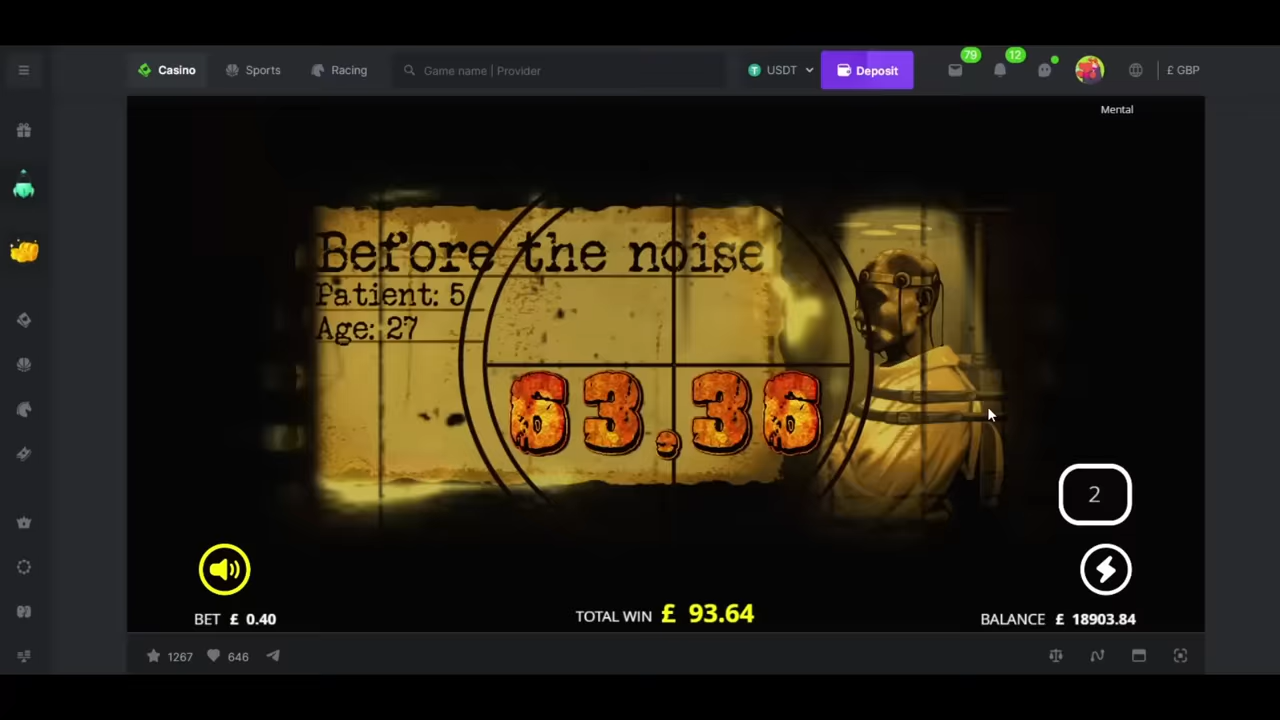 Casino
Sports
Racing
Game name | Provider
USDT
Deposit
79
12
£ GBP
Mental
Before the noise
Patient: 5
Age: 27
63.36
2
BET £ 0.40
TOTAL WIN £ 93.64
BALANCE £ 18903.84
1267
646